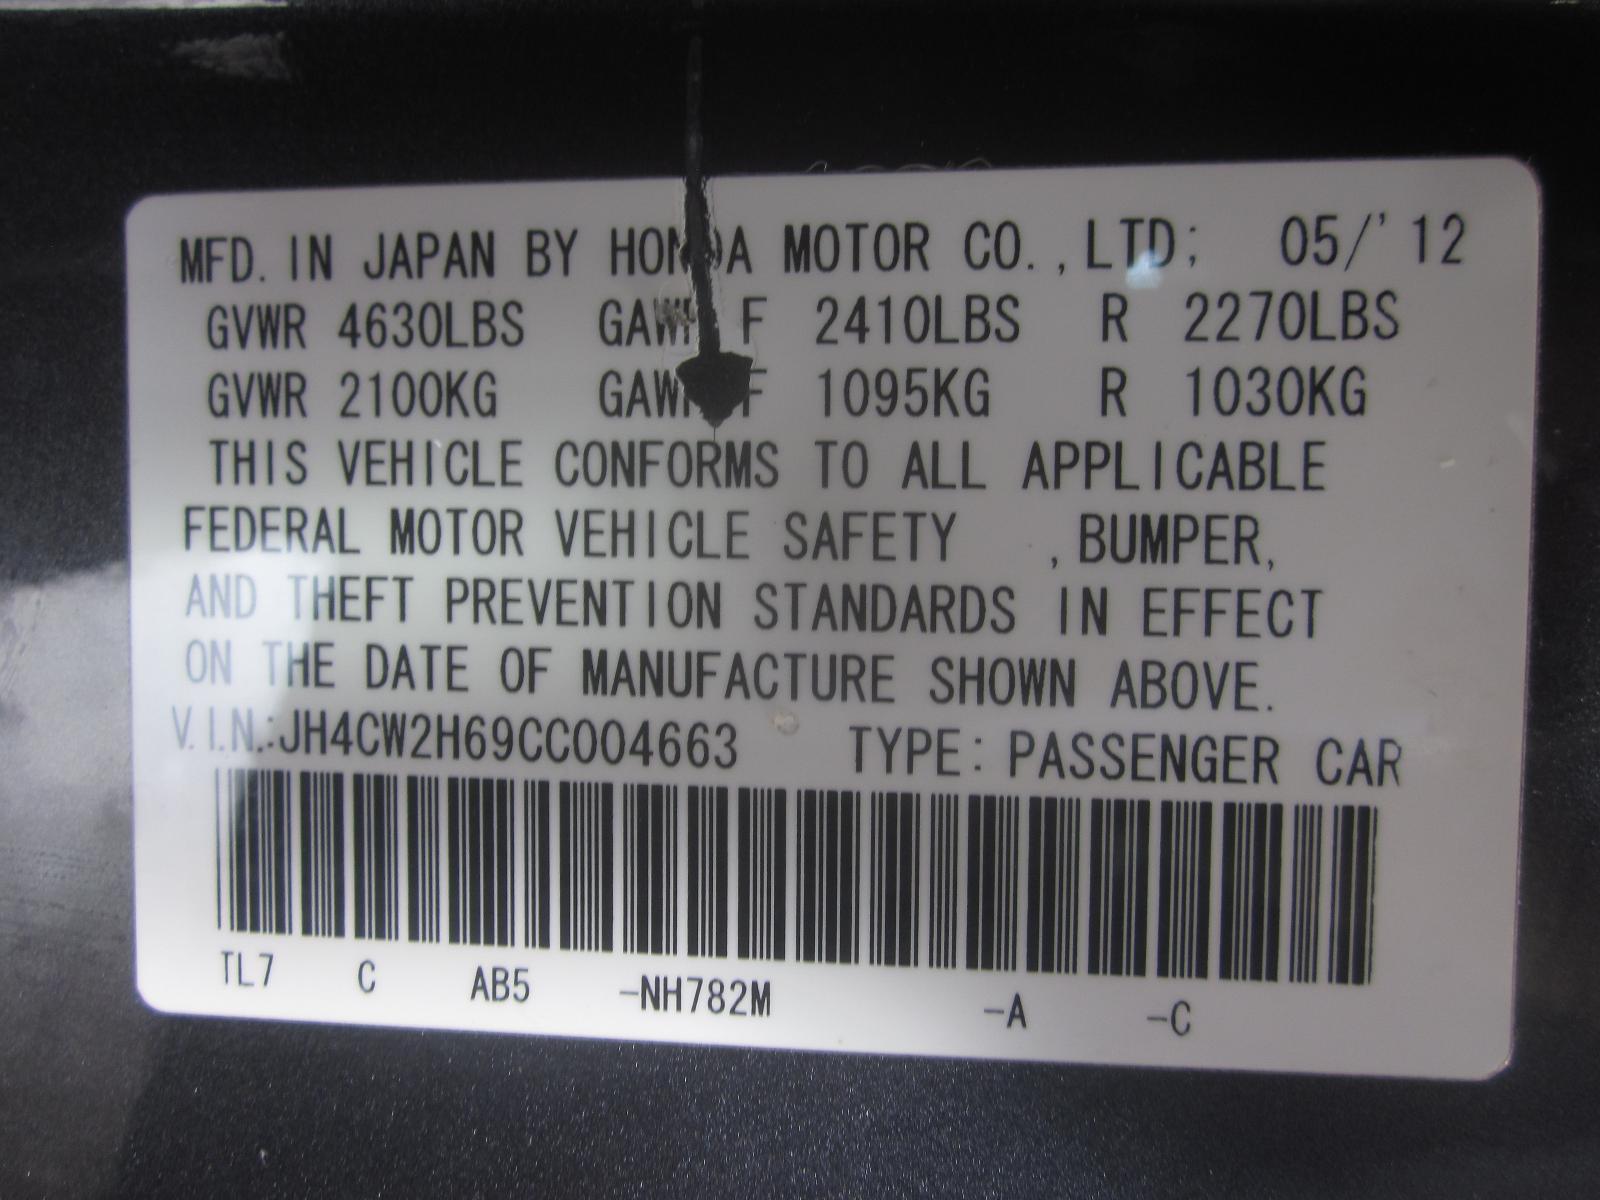 MFD. IN JAPAN BY HONDA MOTOR CO.,LTD; 05/'12
GVWR 4630LBS GAWR F 2410LBS R 2270LBS
GVWR 2100KG GAWR F 1095KG R 1030KG
THIS VEHICLE CONFORMS TO ALL APPLICABLE
FEDERAL MOTOR VEHICLE SAFETY , BUMPER,
AND THEFT PREVENTION STANDARDS IN EFFECT
ON THE DATE OF MANUFACTURE SHOWN ABOVE.
V.I.N.:JH4CW2H69CC004663 TYPE: PASSENGER CAR
TL7 C AB5 -NH782M -A -C